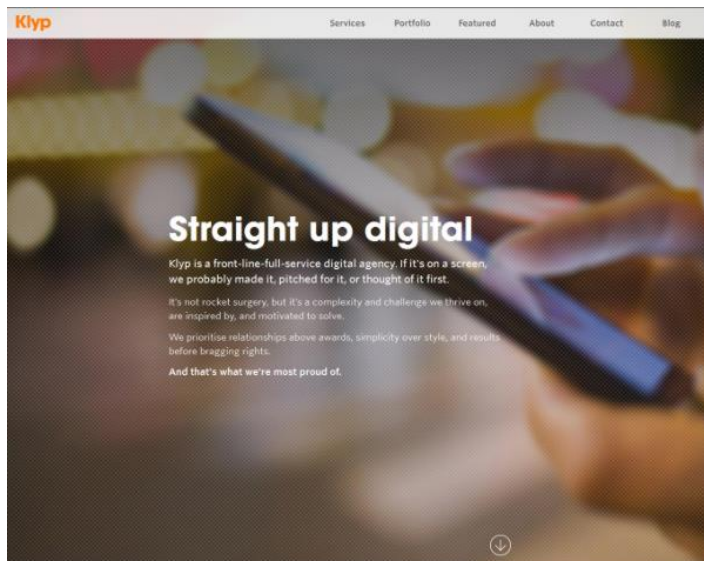 Klyp
Services Portfolio Featured About Contact Blog
Straight up digital
Klyp is a front-line-full-service digital agency. If it's on a screen,
we probably made it, pitched for it, or thought of it first.
It's not rocket surgery, but it's a complexity and challenge we thrive on,
are inspired by, and motivated to solve.
We prioritise relationships above awards, simplicity over style, and results
before bragging rights.
And that's what we're most proud of.